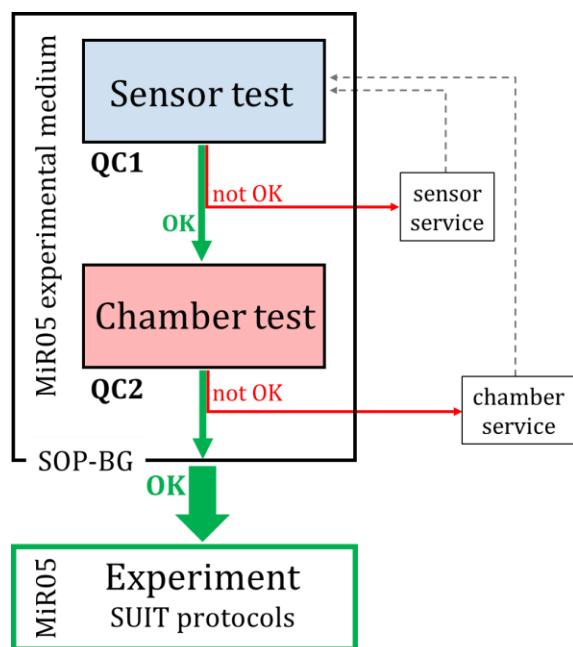 MiR05 experimental medium
Sensor test
QC1
not OK
OK
sensor
service
Chamber test
QC2
not OK
chamber
service
SOP-BG
OK
MiR05
Experiment
SUIT protocols